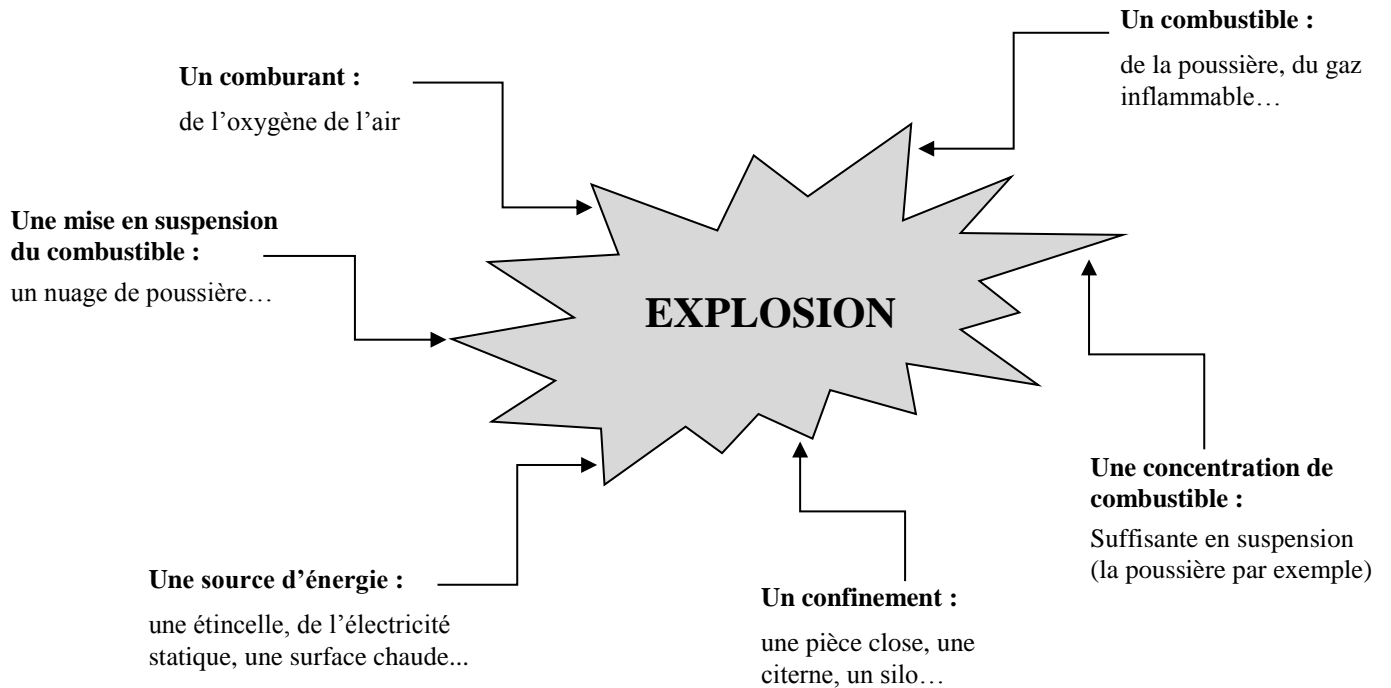 Un combustible :
de la poussière, du gaz
inflammable…
Un comburant :
de l’oxygène de l’air
Une mise en suspension
du combustible :
un nuage de poussière…
EXPLOSION
Une concentration de
combustible :
Suffisante en suspension
(la poussière par exemple)
Une source d’énergie :
une étincelle, de l’électricité
statique, une surface chaude...
Un confinement :
une pièce close, une
citerne, un silo…